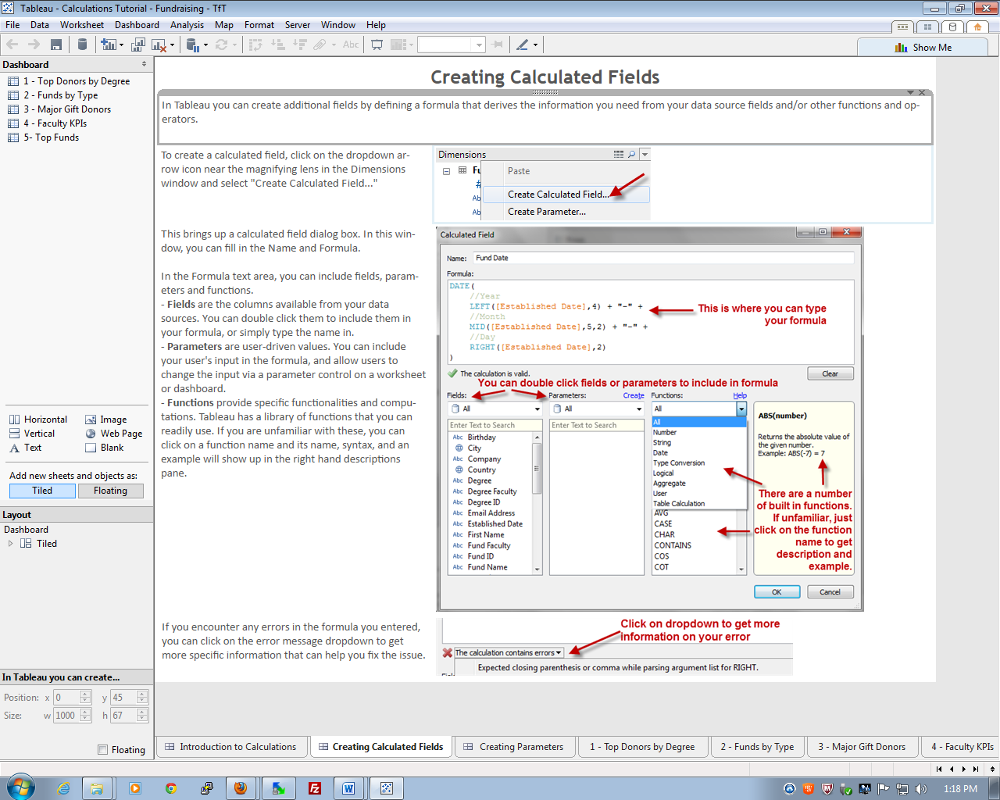 Tableau - Calculations Tutorial - Fundraising - TfT
File Data Worksheet Dashboard Analysis Map Format Server Window Help
Abc
Show Me
Dashboard
1 - Top Donors by Degree
2 - Funds by Type
3 - Major Gift Donors
4 - Faculty KPIs
5- Top Funds
Horizontal Image
Vertical Web Page
Text Blank
Add new sheets and objects as:
Tiled Floating
Layout
Dashboard
Tiled
In Tableau you can create...
Position: x 0 y 45
Size: w 1000 h 67
Floating
Creating Calculated Fields
In Tableau you can create additional fields by defining a formula that derives the information you need from your data source fields and/or other functions and op-
erators.
To create a calculated field, click on the dropdown ar-
row icon near the magnifying lens in the Dimensions
window and select "Create Calculated Field..."
Dimensions
Paste
Create Calculated Field...
Create Parameter...
This brings up a calculated field dialog box. In this win-
dow, you can fill in the Name and Formula.
In the Formula text area, you can include fields, param-
eters and functions.
- Fields are the columns available from your data
sources. You can double click them to include them in
your formula, or simply type the name in.
- Parameters are user-driven values. You can include
your user's input in the formula, and allow users to
change the input via a parameter control on a worksheet
or dashboard.
- Functions provide specific functionalities and compu-
tations. Tableau has a library of functions that you can
readily use. If you are unfamiliar with these, you can
click on a function name and its name, syntax, and an
example will show up in the right hand descriptions
pane.
Calculated Field
Name: Fund Date
Formula:
DATE(
//Year
LEFT([Established Date],4) + "-" +
//Month
MID([Established Date],5,2) + "-" +
//Day
RIGHT([Established Date],2)
)
This is where you can type
your formula
The calculation is valid.
Clear
You can double click fields or parameters to include in formula
Fields: Parameters: Create Functions: Help
All All All
Enter Text to Search Enter Text to Search
Abc Birthday
City
Abc Company
Country
Abc Degree
Abc Degree Faculty
Abc Degree ID
Abc Email Address
Abc Established Date
Abc First Name
Abc Fund Faculty
Abc Fund ID
Abc Fund Name
All
Number
String
Date
Type Conversion
Logical
Aggregate
User
Table Calculation
AVG
CASE
CHAR
CONTAINS
COS
COT
ABS(number)
Returns the absolute value of
the given number.
Example: ABS(-7) = 7
There are a number
of built in functions.
If unfamiliar, just
click on the function
name to get
description and
example.
OK Cancel
If you encounter any errors in the formula you entered,
you can click on the error message dropdown to get
more specific information that can help you fix the issue.
Click on dropdown to get more
information on your error
The calculation contains errors
Expected closing parenthesis or comma while parsing argument list for RIGHT.
Introduction to Calculations Creating Calculated Fields Creating Parameters 1 - Top Donors by Degree 2 - Funds by Type 3 - Major Gift Donors 4 - Faculty KPIs
1:18 PM